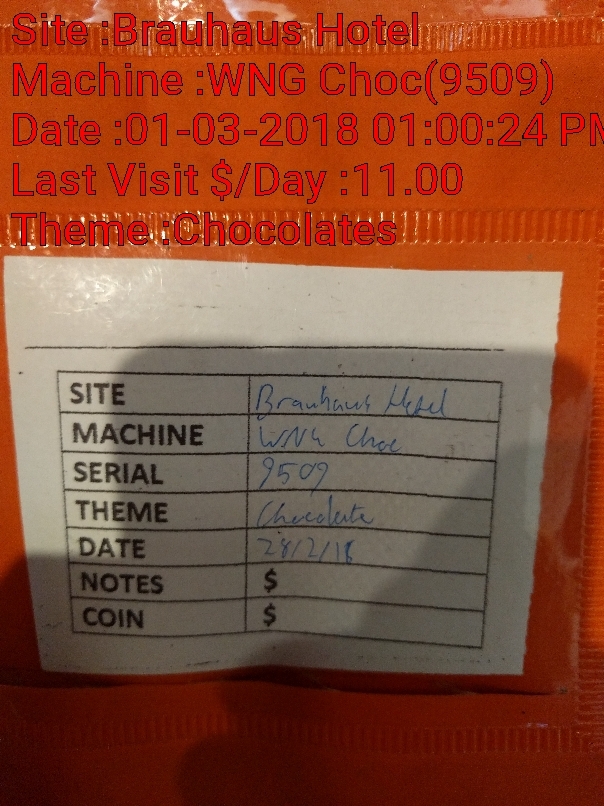 Site :Brauhaus Hotel
Machine :WNG Choc(9509)
Date :01-03-2018 01:00:24 PM
Last Visit $/Day :11.00
Theme :Chocolates
SITE Brauhaus Hotel
MACHINE WNG Choc
SERIAL 9509
THEME Chocolate
DATE 28/2/18
NOTES $
COIN $